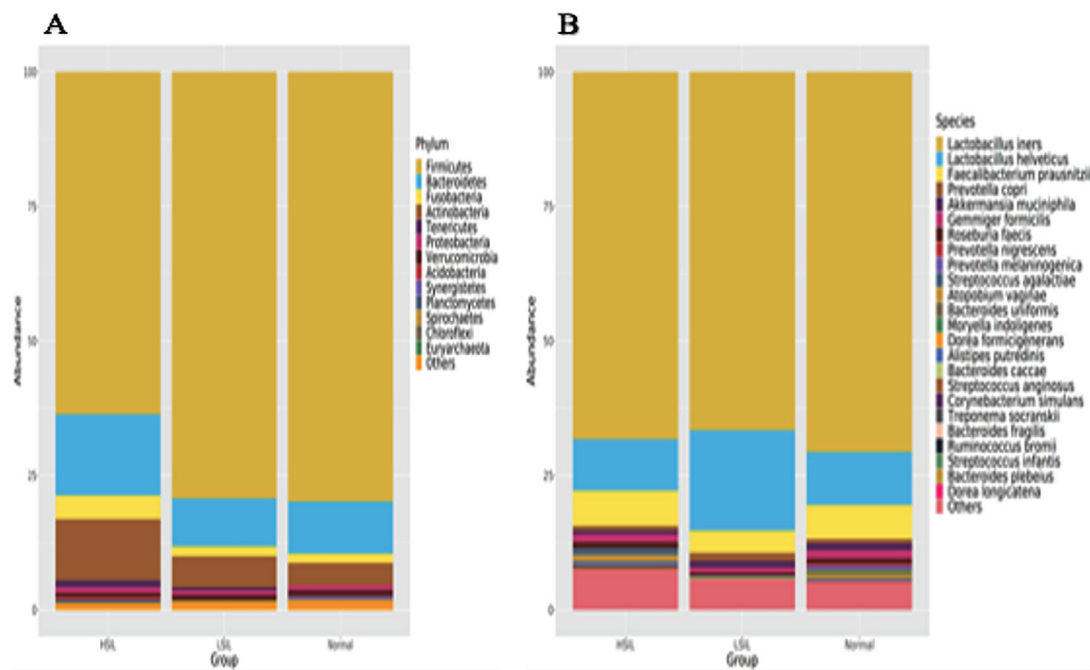 A
100
75
50
25
0
Abundance
HSIL
LSIL
Normal
Group
Phylum
Firmicutes
Bacteroidetes
Fusobacteria
Actinobacteria
Tenericutes
Proteobacteria
Verrucomicrobia
Acidobacteria
Synergistetes
Planctomycetes
Spirochaetes
Chloroflexi
Euryarchaeota
Others
B
100
75
50
25
0
Abundance
HSIL
LSIL
Normal
Group
Species
Lactobacillus iners
Lactobacillus helveticus
Faecalibacterium prausnitzii
Prevotella copri
Akkermansia muciniphila
Gemmiger formicilis
Roseburia faecis
Prevotella nigrescens
Prevotella melaninogenica
Streptococcus agalactiae
Atopobium vaginae
Bacteroides uniformis
Moryella indoligenes
Dorea formicigenerans
Alistipes putredinis
Bacteroides caccae
Streptococcus anginosus
Corynebacterium simulans
Treponema socranskii
Bacteroides fragilis
Ruminococcus bromii
Streptococcus infantis
Bacteroides plebeius
Dorea longicatena
Others